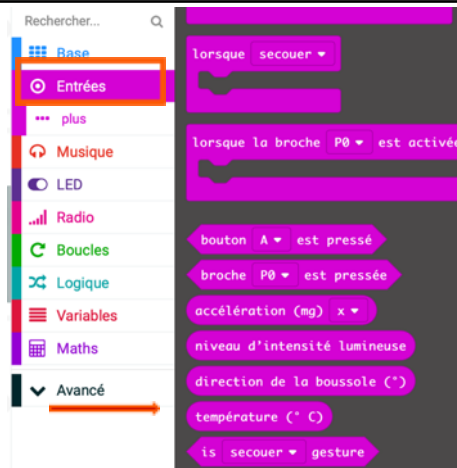 Rechercher...
Base
Entrées
plus
Musique
LED
Radio
Boucles
Logique
Variables
Maths
Avancé
lorsque secouer
lorsque la broche P0 est activée
bouton A est pressé
broche P0 est pressée
accélération (mg) x
niveau d'intensité lumineuse
direction de la boussole (°)
température (° C)
is secouer gesture